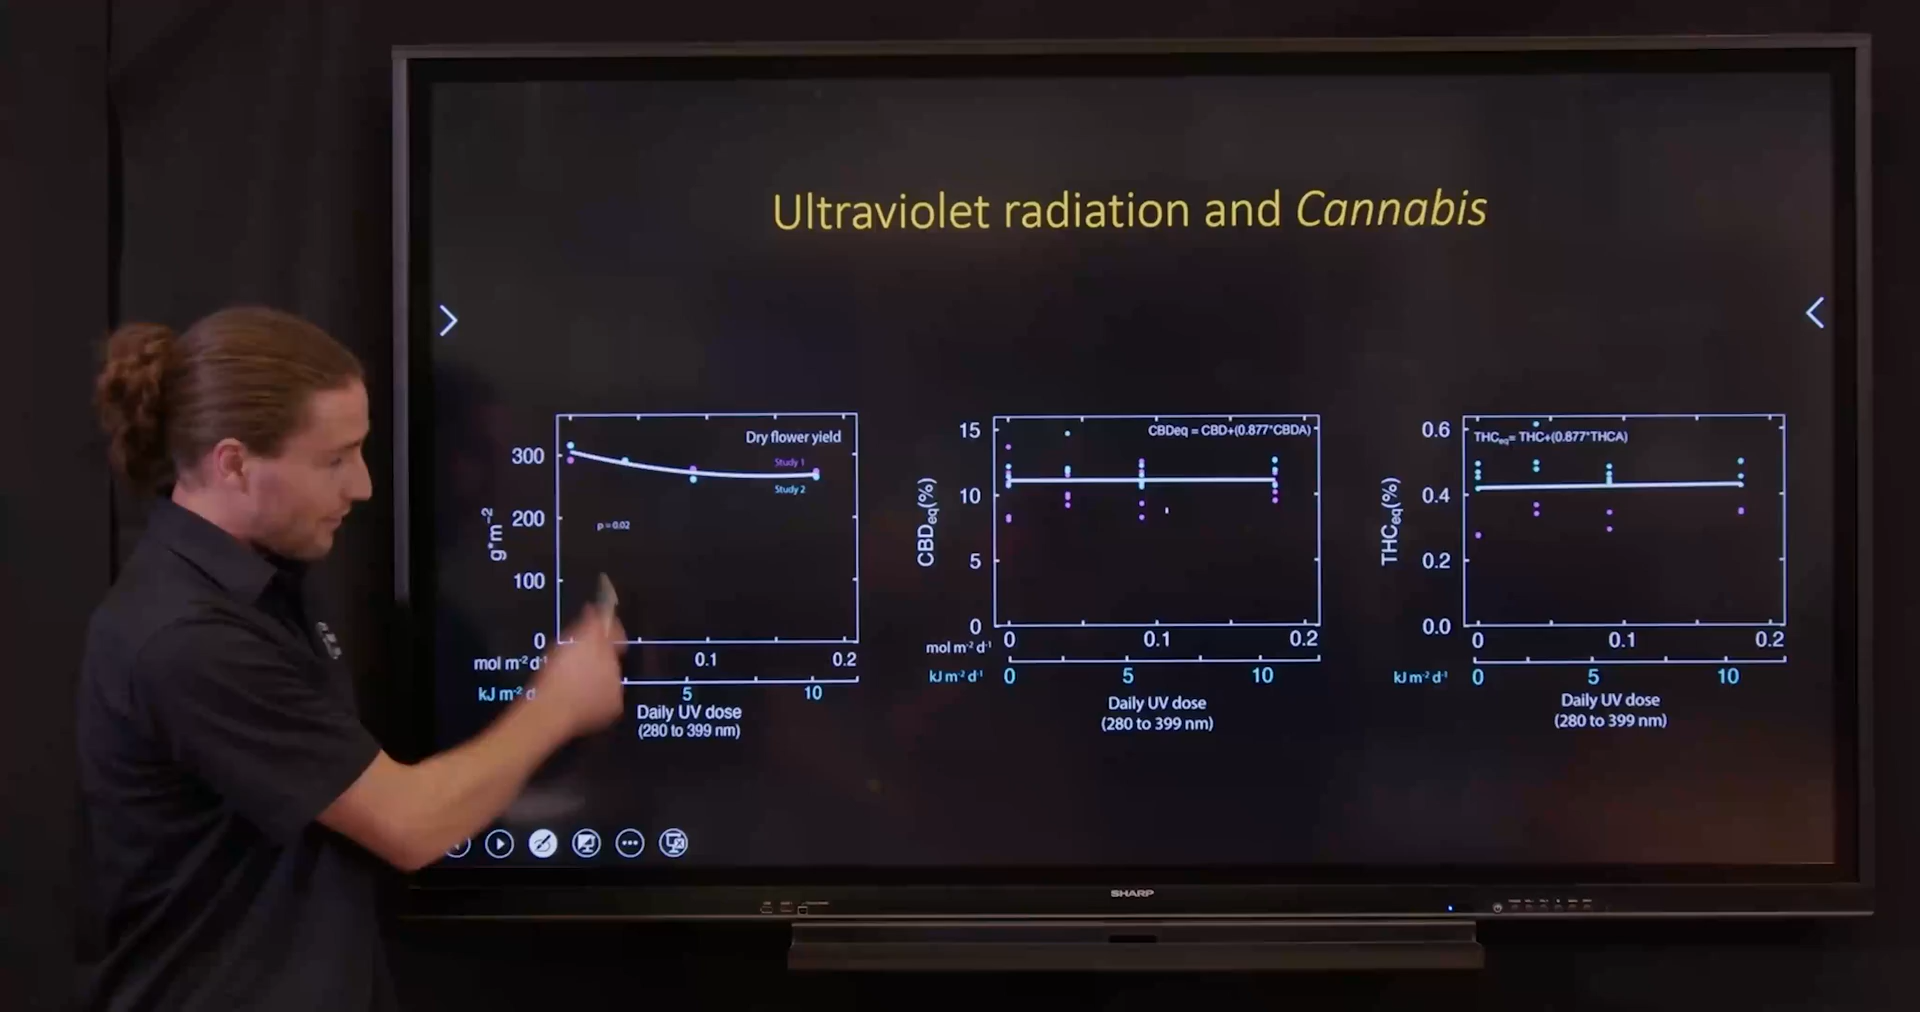 Ultraviolet radiation and Cannabis
Dry flower yield
Study 1
Study 2
p = 0.02
g*m⁻²
300
200
100
0
mol m⁻² d⁻¹
0.1
0.2
kJ m⁻² d
5
10
Daily UV dose
(280 to 399 nm)
CBDeq = CBD+(0.877*CBDA)
CBDeq(%)
15
10
5
0
mol m⁻² d⁻¹
0
0.1
0.2
kJ m⁻² d⁻¹
0
5
10
Daily UV dose
(280 to 399 nm)
THCeq= THC+(0.877*THCA)
THCeq(%)
0.6
0.4
0.2
0.0
0
0.1
0.2
kJ m⁻² d⁻¹
0
5
10
Daily UV dose
(280 to 399 nm)
SHARP